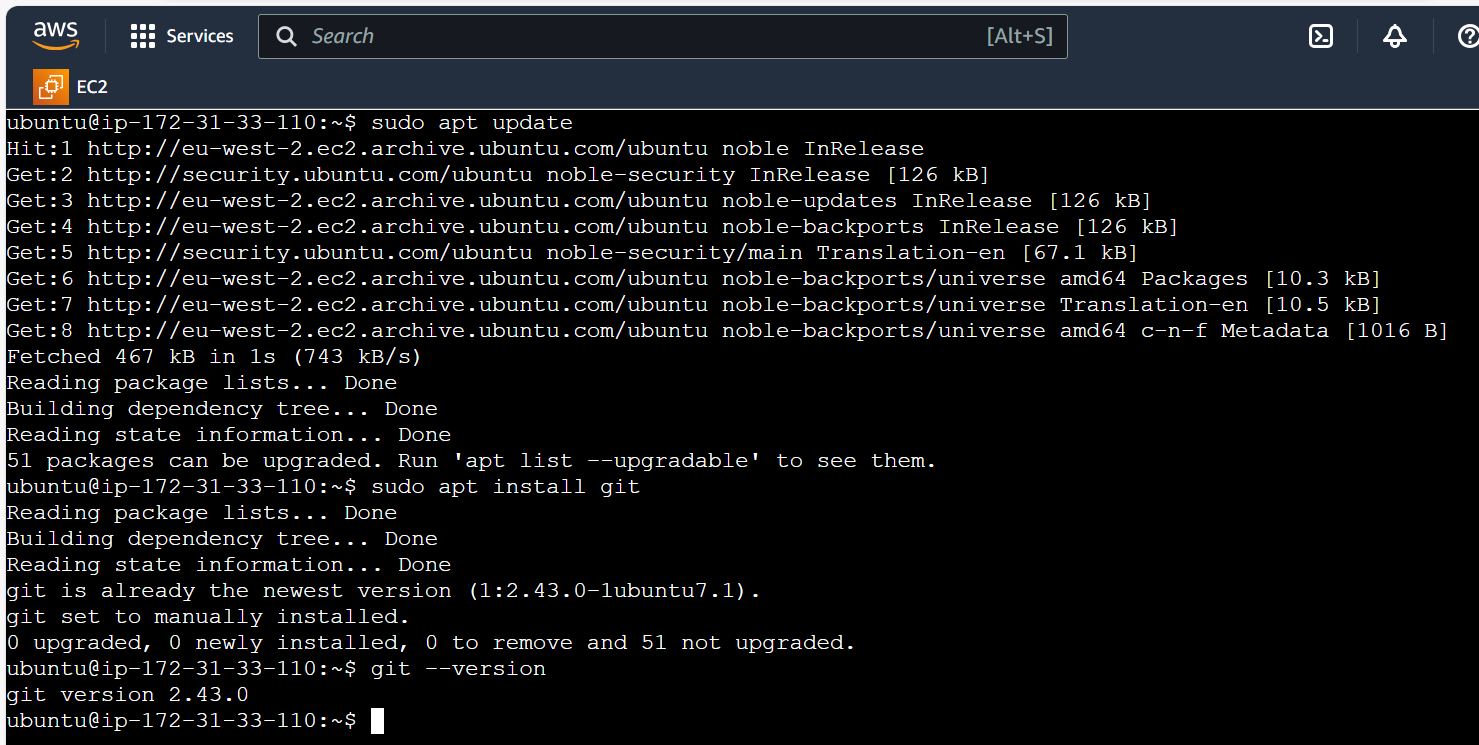 aws
Services
Search
[Alt+S]
EC2
ubuntu@ip-172-31-33-110:~$ sudo apt update
Hit:1 http://eu-west-2.ec2.archive.ubuntu.com/ubuntu noble InRelease
Get:2 http://security.ubuntu.com/ubuntu noble-security InRelease [126 kB]
Get:3 http://eu-west-2.ec2.archive.ubuntu.com/ubuntu noble-updates InRelease [126 kB]
Get:4 http://eu-west-2.ec2.archive.ubuntu.com/ubuntu noble-backports InRelease [126 kB]
Get:5 http://security.ubuntu.com/ubuntu noble-security/main Translation-en [67.1 kB]
Get:6 http://eu-west-2.ec2.archive.ubuntu.com/ubuntu noble-backports/universe amd64 Packages [10.3 kB]
Get:7 http://eu-west-2.ec2.archive.ubuntu.com/ubuntu noble-backports/universe Translation-en [10.5 kB]
Get:8 http://eu-west-2.ec2.archive.ubuntu.com/ubuntu noble-backports/universe amd64 c-n-f Metadata [1016 B]
Fetched 467 kB in 1s (743 kB/s)
Reading package lists... Done
Building dependency tree... Done
Reading state information... Done
51 packages can be upgraded. Run 'apt list --upgradable' to see them.
ubuntu@ip-172-31-33-110:~$ sudo apt install git
Reading package lists... Done
Building dependency tree... Done
Reading state information... Done
git is already the newest version (1:2.43.0-1ubuntu7.1).
git set to manually installed.
0 upgraded, 0 newly installed, 0 to remove and 51 not upgraded.
ubuntu@ip-172-31-33-110:~$ git --version
git version 2.43.0
ubuntu@ip-172-31-33-110:~$